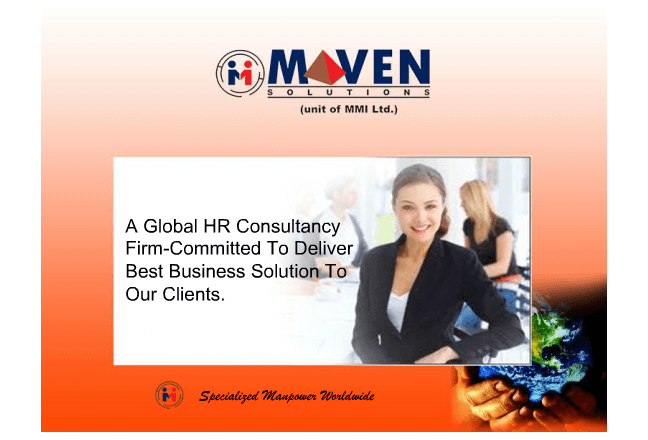 MAVEN
SOLUTIONS
(unit of MMI Ltd.)
A Global HR Consultancy
Firm-Committed To Deliver
Best Business Solution To
Our Clients.
Specialized Manpower Worldwide